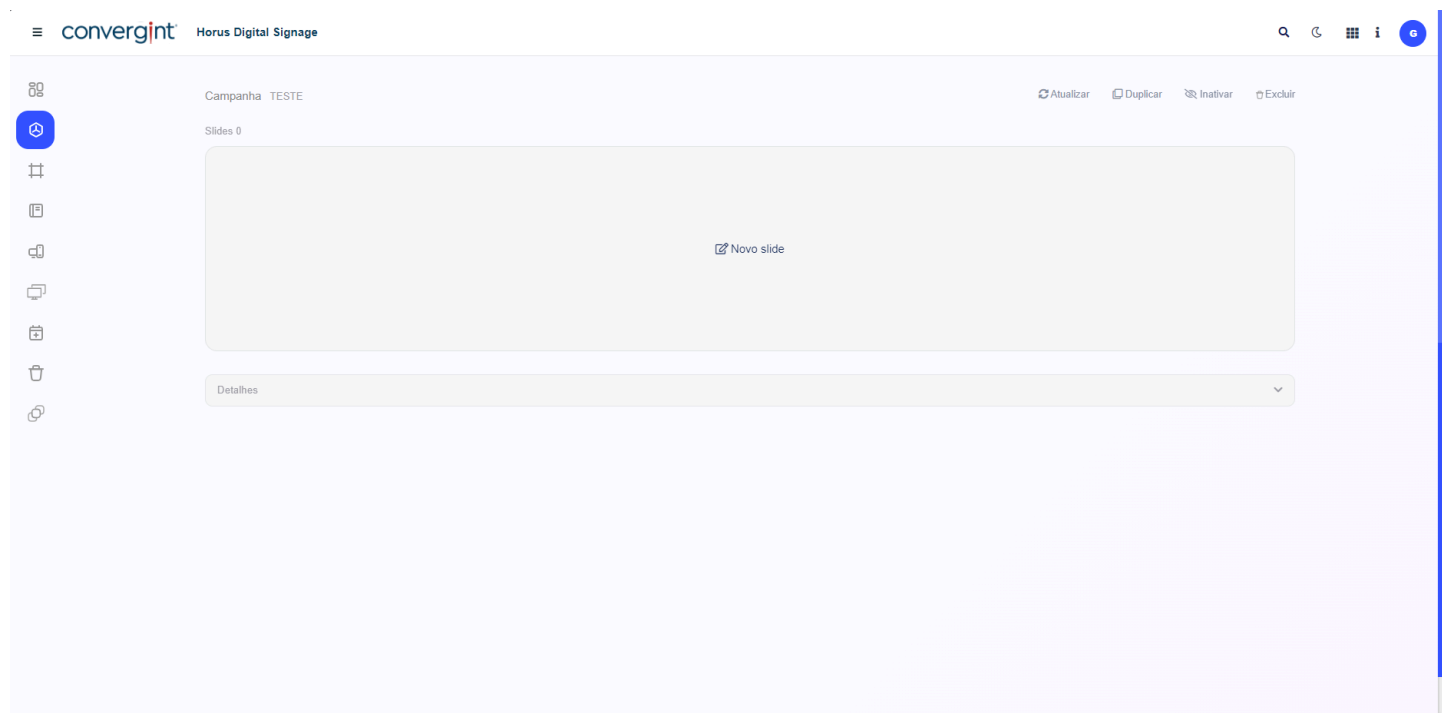 convergint Horus Digital Signage
G
Campanha TESTE
Atualizar Duplicar Inativar Excluir
Slides 0
Novo slide
Detalhes